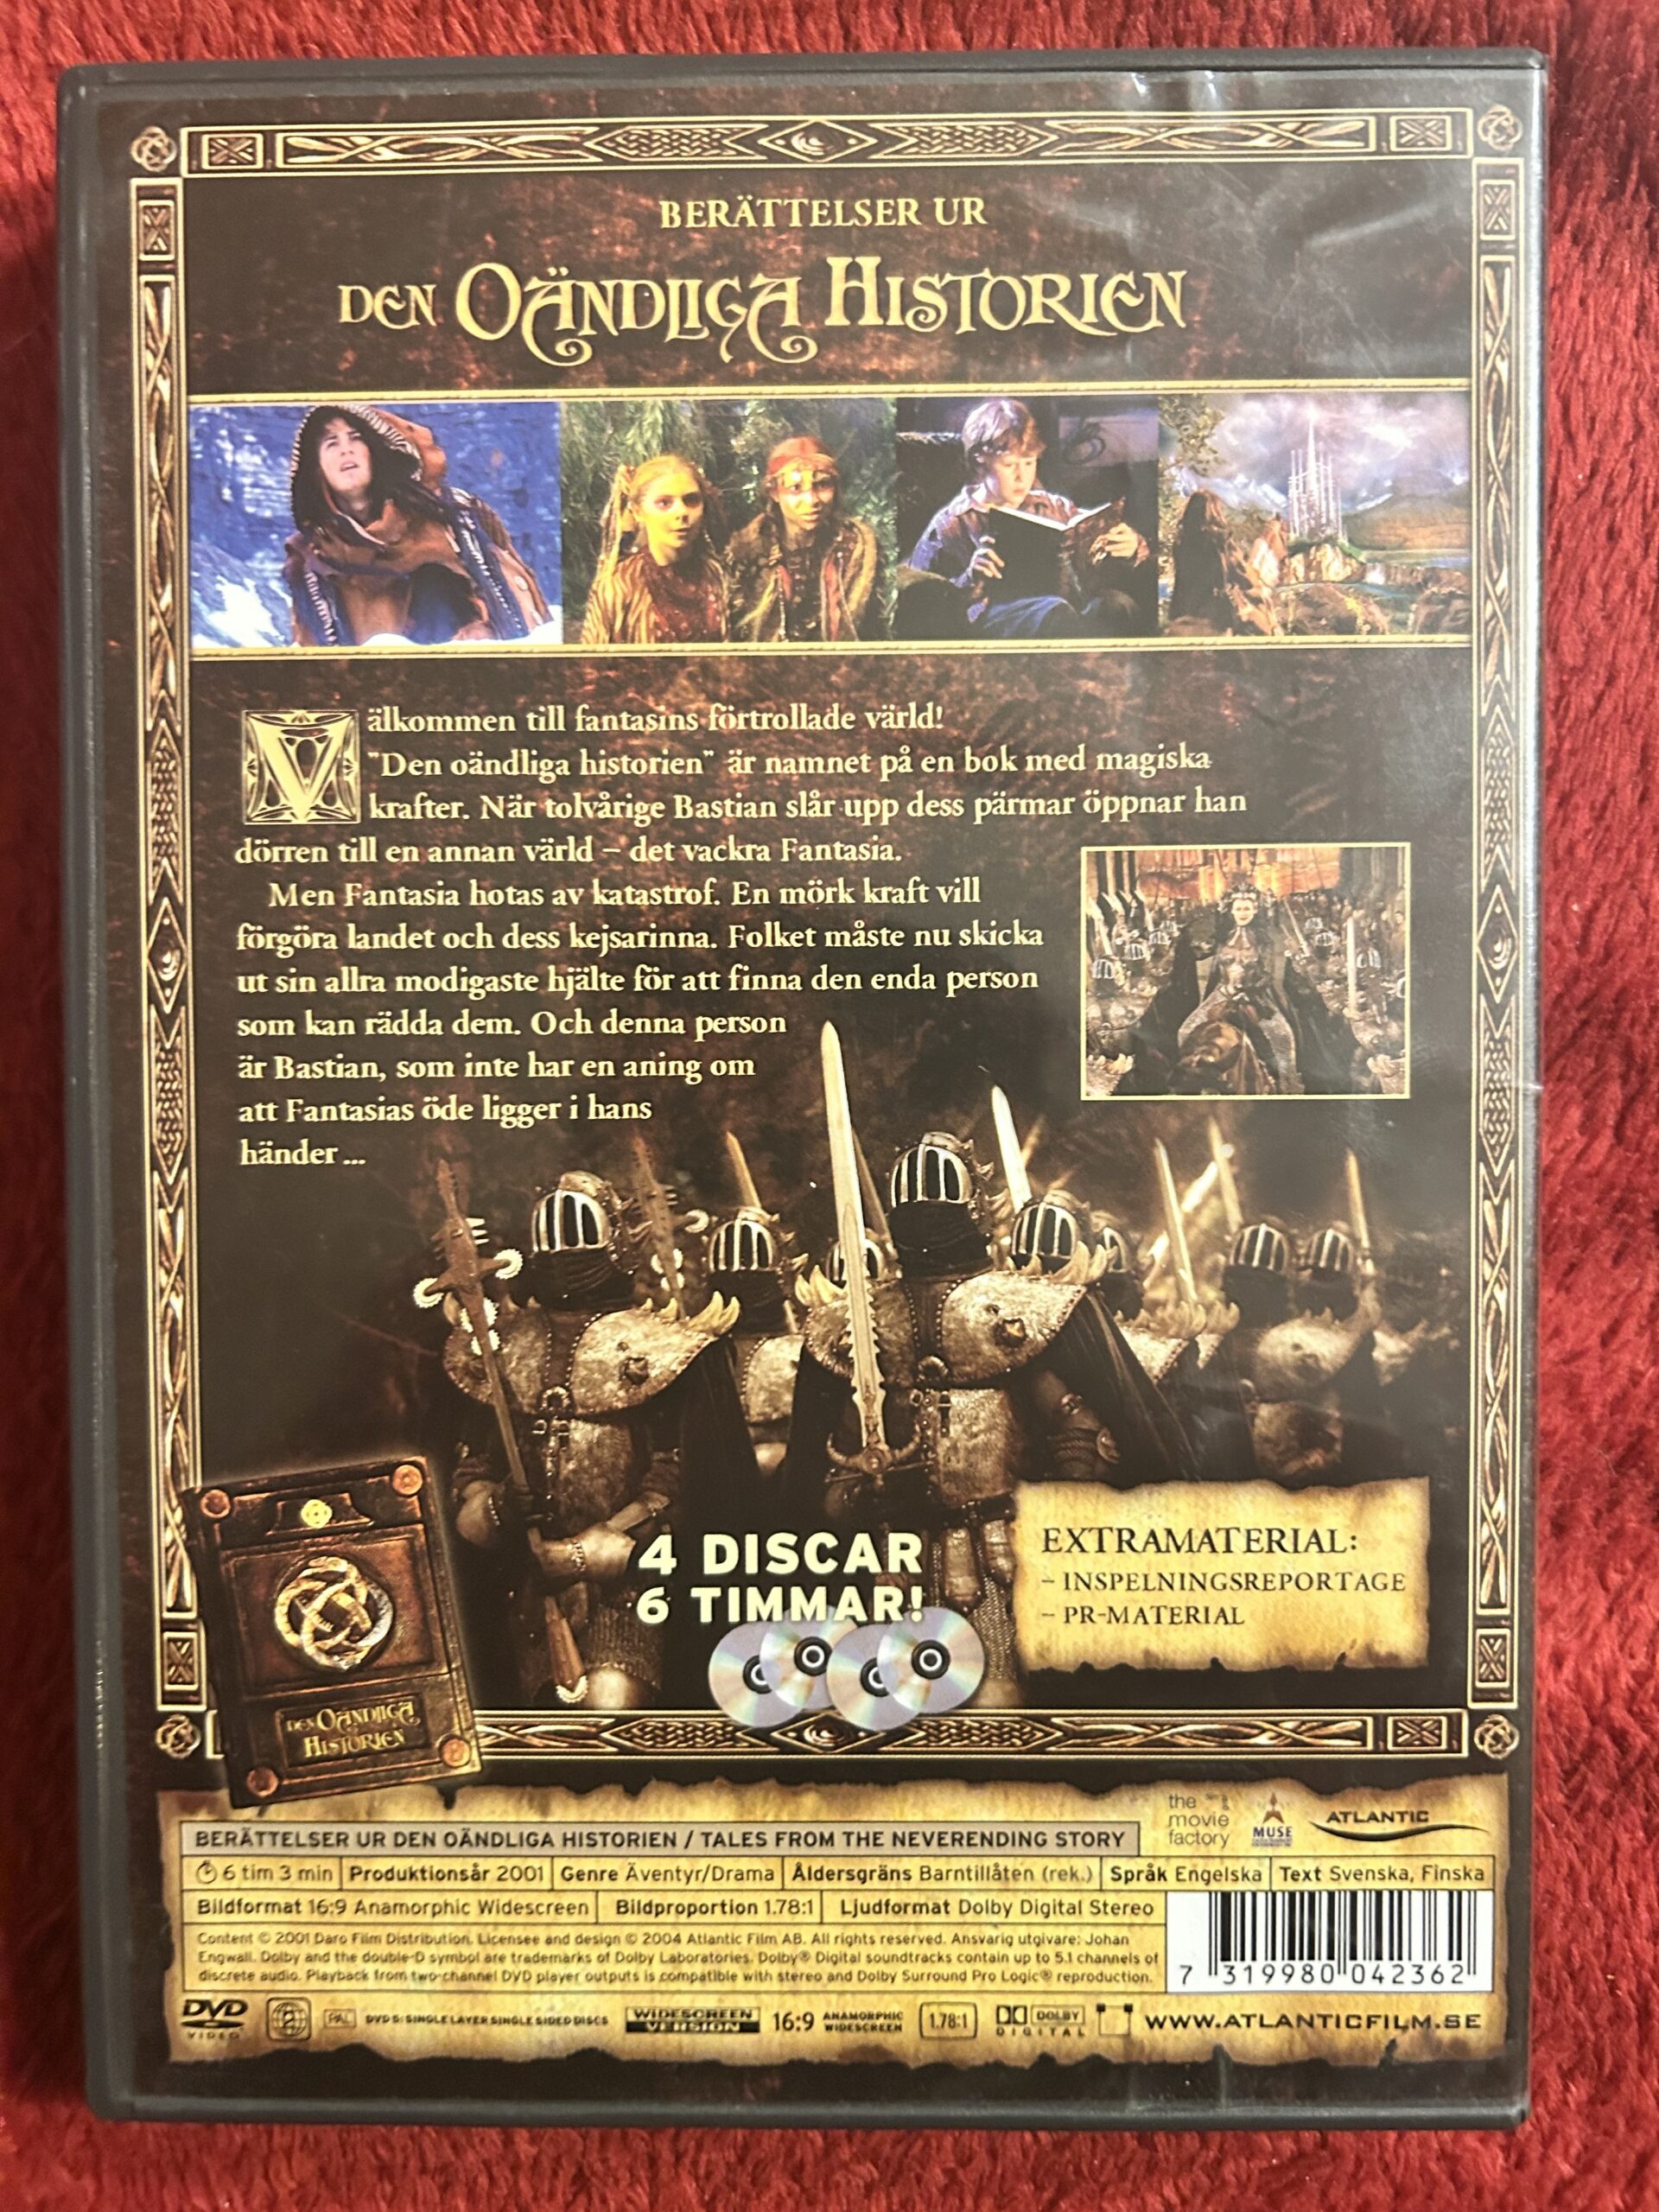 BERÄTTELSER UR
DEN OÄNDLIGA HISTORIEN
Välkommen till fantasins förtrollade värld!
"Den oändliga historien" är namnet på en bok med magiska
krafter. När tolvårige Bastian slår upp dess pärmar öppnar han
dörren till en annan värld – det vackra Fantasia.
Men Fantasia hotas av katastrof. En mörk kraft vill
förgöra landet och dess kejsarinna. Folket måste nu skicka
ut sin allra modigaste hjälte för att finna den enda person
som kan rädda dem. Och denna person
är Bastian, som inte har en aning om
att Fantasias öde ligger i hans
händer ...
4 DISCAR
6 TIMMAR!
EXTRAMATERIAL:
– INSPELNINGSREPORTAGE
– PR-MATERIAL
DEN OÄNDLIGA
HISTORIEN
the
movie
factory
MUSE
ATLANTIC
BERÄTTELSER UR DEN OÄNDLIGA HISTORIEN / TALES FROM THE NEVERENDING STORY
6 tim 3 min Produktionsår 2001 Genre Äventyr/Drama Åldersgräns Barntillåten (rek.) Språk Engelska Text Svenska, Finska
Bildformat 16:9 Anamorphic Widescreen Bildproportion 1.78:1 Ljudformat Dolby Digital Stereo
Content © 2001 Daro Film Distribution. Licensee and design © 2004 Atlantic Film AB. All rights reserved. Ansvarig utgivare: Johan
Engwall. Dolby and the double-D symbol are trademarks of Dolby Laboratories. Dolby® Digital soundtracks contain up to 5.1 channels of
discrete audio. Playback from two-channel DVD player outputs is compatible with stereo and Dolby Surround Pro Logic® reproduction.
7 319980 042362
DVD VIDEO 2 PAL DVD 5: SINGLE LAYER SINGLE SIDED DISCS WIDESCREEN VERSION 16:9 ANAMORPHIC WIDESCREEN 1.78:1 DOLBY DIGITAL WWW.ATLANTICFILM.SE